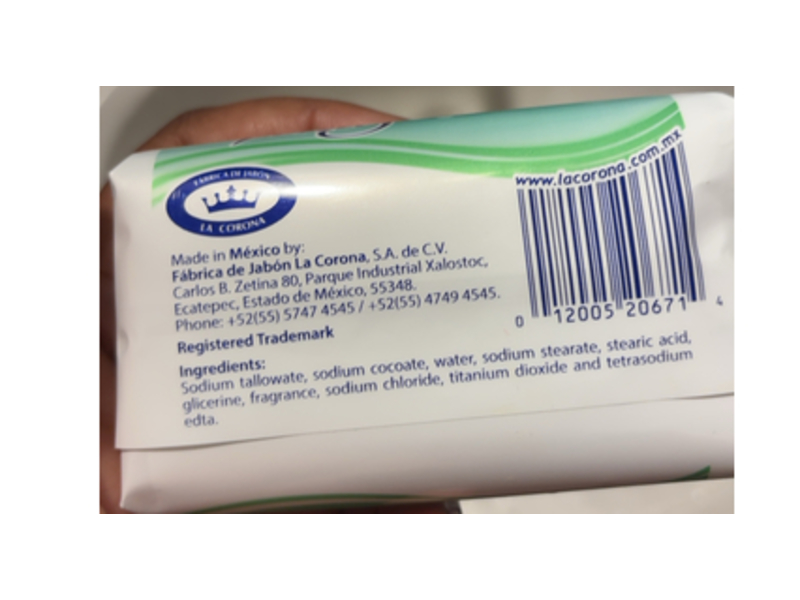 FABRICA DE JABÓN
LA CORONA
www.lacorona.com.mx
Made in México by:
Fábrica de Jabón La Corona, S.A. de C.V.
Carlos B. Zetina 80, Parque Industrial Xalostoc,
Ecatepec, Estado de México, 55348.
Phone: +52(55) 5747 4545 / +52(55) 4749 4545.
Registered Trademark
0 12005 20671 4
Ingredients:
Sodium tallowate, sodium cocoate, water, sodium stearate, stearic acid,
glicerine, fragrance, sodium chloride, titanium dioxide and tetrasodium
edta.